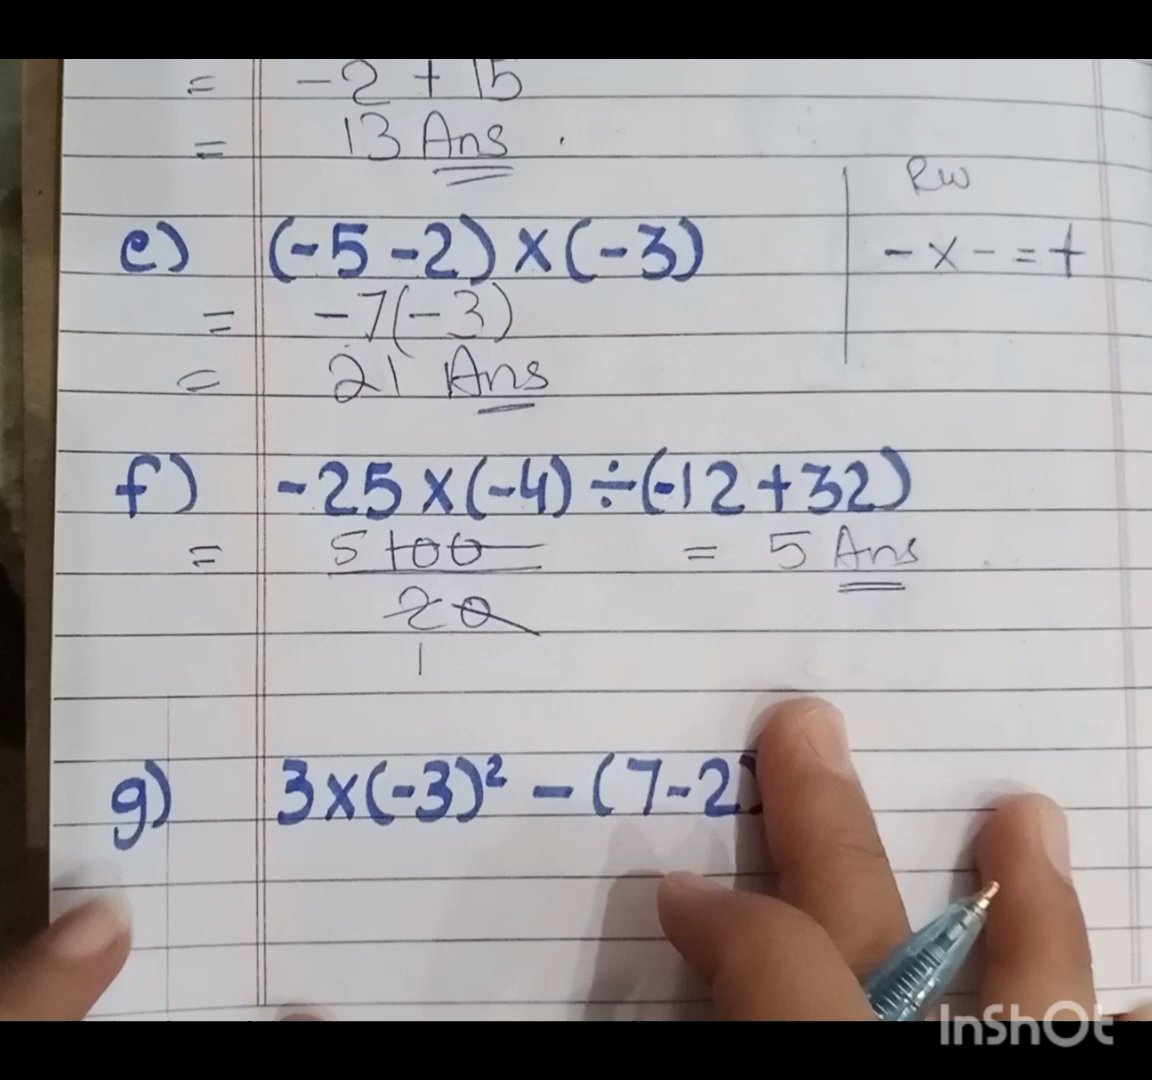 = -2 + 15
= 13 Ans .
Rw
e) (-5-2)×(-3)
- × - = +
= -7(-3)
= 21 Ans
f) -25×(-4)÷(-12+32)
= 5 100 = 5 Ans
20
1
g) 3×(-3)² - (7-2
InShOt